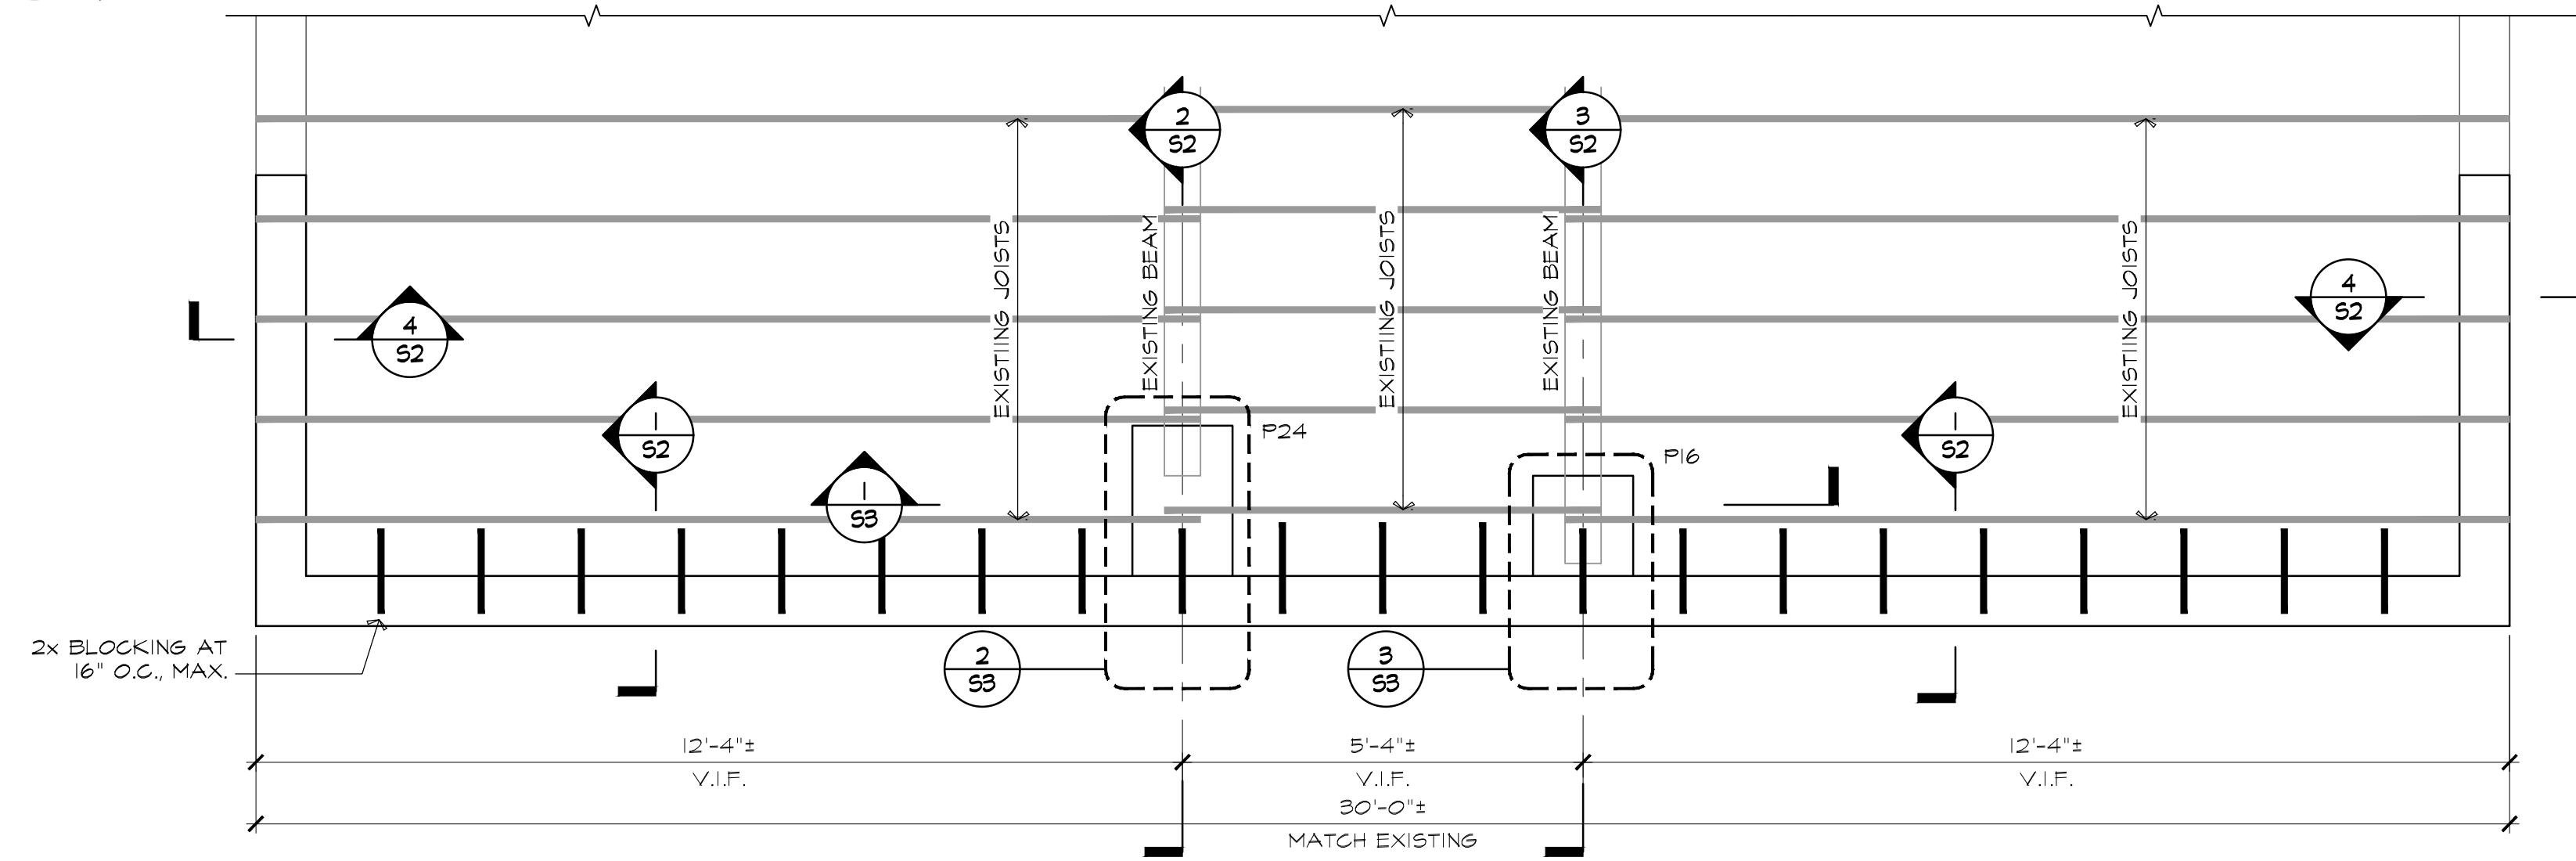 2
S2
3
S2
EXISTIING JOISTS
EXISTING BEAM
EXISTIING JOISTS
EXISTING BEAM
EXISTIING JOISTS
4
S2
4
S2
1
S2
1
S3
P24
P16
1
S2
2x BLOCKING AT
16" O.C., MAX.
2
S3
3
S3
12'-4"±
V.I.F.
5'-4"±
V.I.F.
12'-4"±
V.I.F.
30'-0"±
MATCH EXISTING